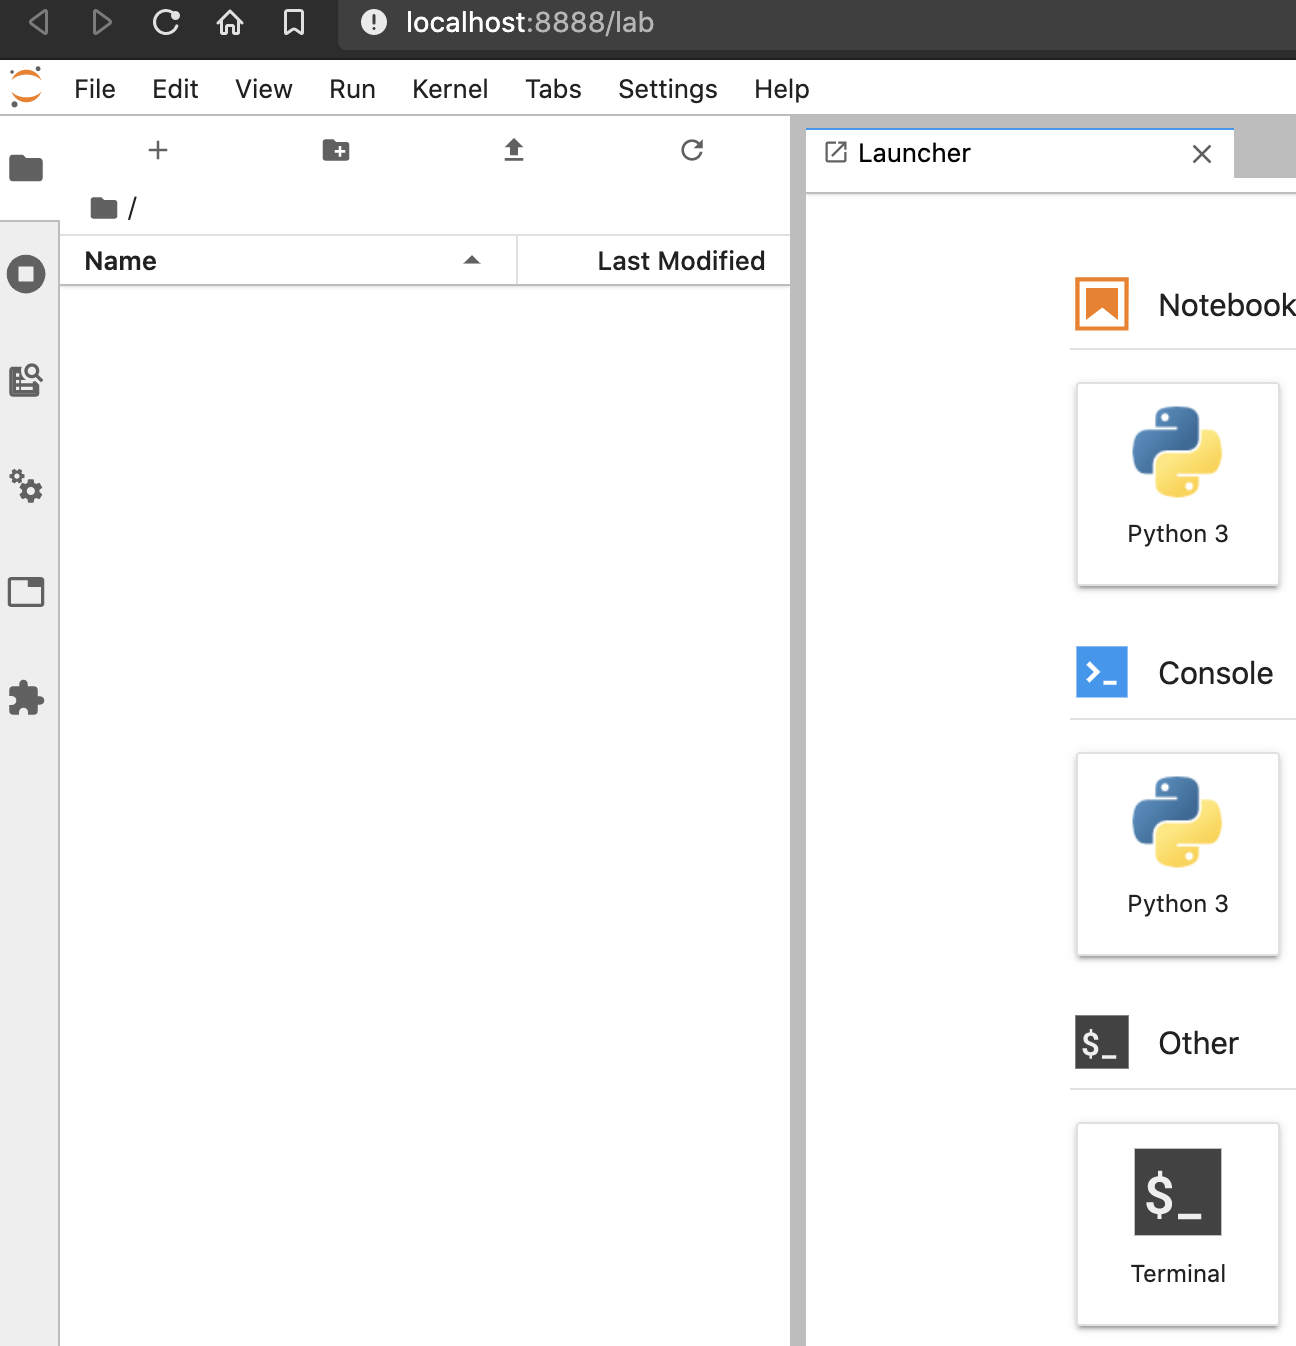 localhost:8888/lab
File Edit View Run Kernel Tabs Settings Help
Launcher
/
Name Last Modified
Notebook
Python 3
Console
Python 3
$_ Other
$_
Terminal